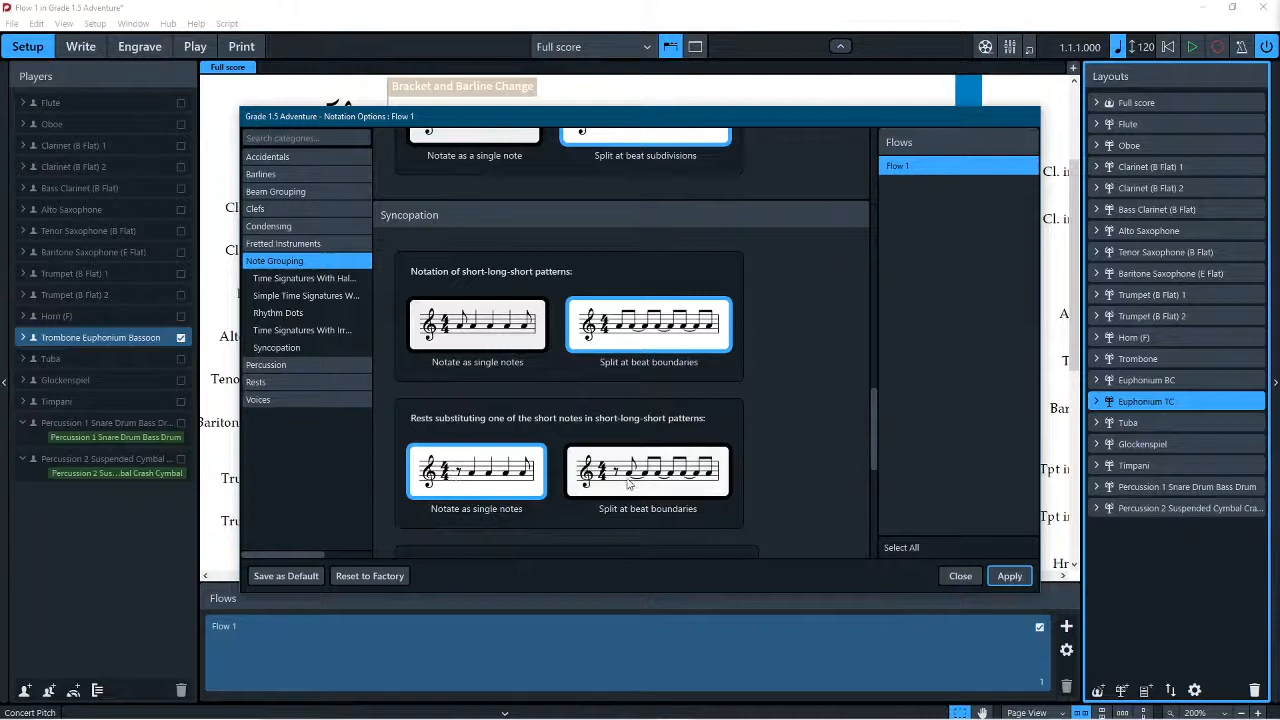 Flow 1 in Grade 1.5 Adventure*
File Edit View Setup Window Hub Help Script
Setup Write Engrave Play Print
Full score
1.1.1.000
120
Players
Flute
Oboe
Clarinet (B Flat) 1
Clarinet (B Flat) 2
Bass Clarinet (B Flat)
Alto Saxophone
Tenor Saxophone (B Flat)
Baritone Saxophone (E Flat)
Trumpet (B Flat) 1
Trumpet (B Flat) 2
Horn (F)
Trombone Euphonium Bassoon
Tuba
Glockenspiel
Timpani
Percussion 1 Snare Drum Bass Dr...
Percussion 1 Snare Drum Bass Drum
Percussion 2 Suspended Cymbal ...
Percussion 2 Sus...bal Crash Cymbal
Full score
Bracket and Barline Change
Grade 1.5 Adventure - Notation Options : Flow 1
Search categories...
Accidentals
Barlines
Beam Grouping
Clefs
Condensing
Fretted Instruments
Note Grouping
Time Signatures With Hal...
Simple Time Signatures W...
Rhythm Dots
Time Signatures With Irr...
Syncopation
Percussion
Rests
Voices
Notate as a single note
Split at beat subdivisions
Syncopation
Notation of short-long-short patterns:
Notate as single notes
Split at beat boundaries
Rests substituting one of the short notes in short-long-short patterns:
Notate as single notes
Split at beat boundaries
Flows
Flow 1
Select All
Save as Default
Reset to Factory
Close
Apply
Cl. in
Cl. in
Tpt in
Tpt in
Flows
Flow 1
1
Layouts
Full score
Flute
Oboe
Clarinet (B Flat) 1
Clarinet (B Flat) 2
Bass Clarinet (B Flat)
Alto Saxophone
Tenor Saxophone (B Flat)
Baritone Saxophone (E Flat)
Trumpet (B Flat) 1
Trumpet (B Flat) 2
Horn (F)
Trombone
Euphonium BC
Euphonium TC
Tuba
Glockenspiel
Timpani
Percussion 1 Snare Drum Bass Drum
Percussion 2 Suspended Cymbal Cra...
Concert Pitch
Page View
200%